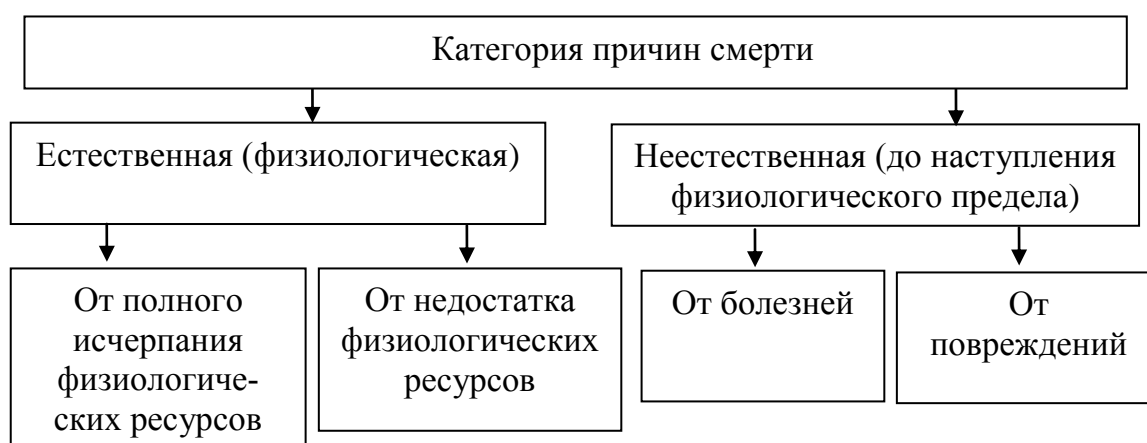 Категория причин смерти
Естественная (физиологическая)
Неестественная (до наступления
физиологического предела)
От полного
исчерпания
физиологиче-
ских ресурсов
От недостатка
физиологических
ресурсов
От болезней
От
повреждений